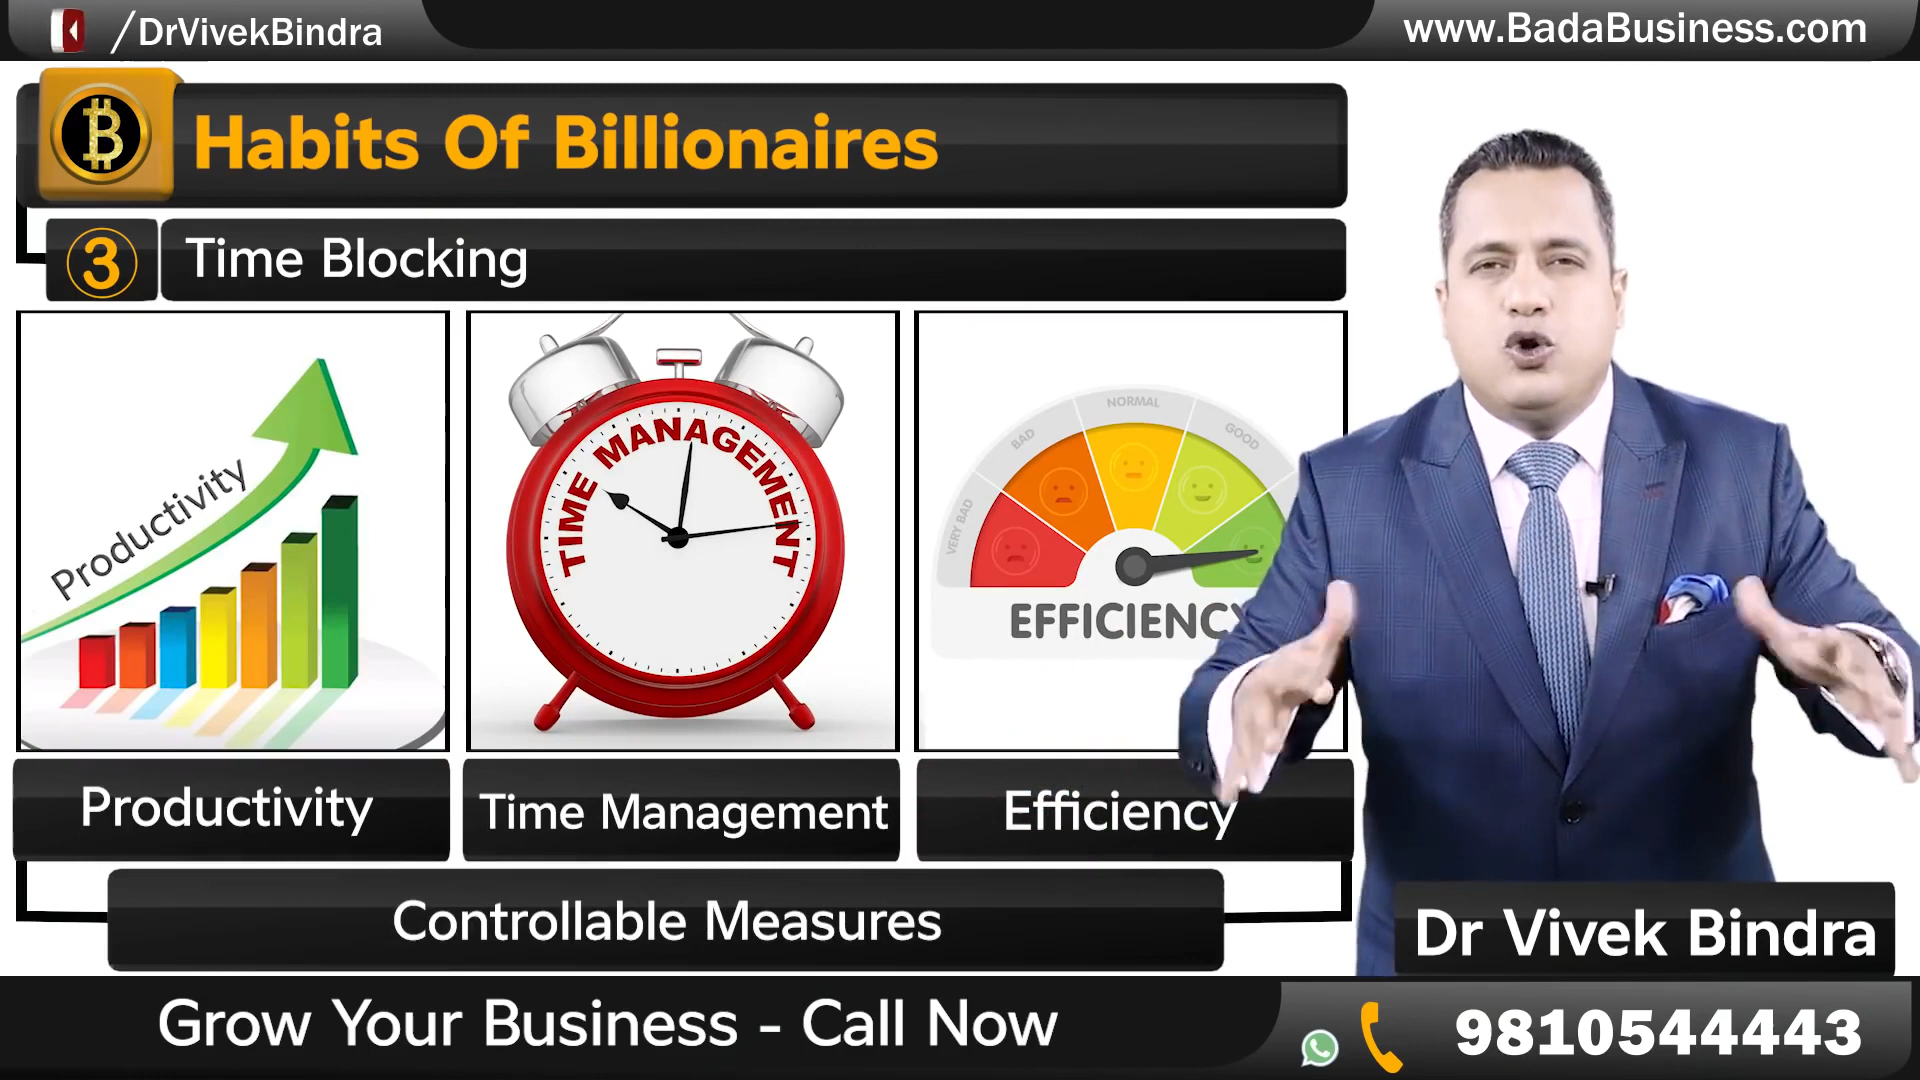 /DrVivekBindra
www.BadaBusiness.com
Habits Of Billionaires
3
Time Blocking
Productivity
TIME MANAGEMENT
VERY BAD
BAD
NORMAL
GOOD
EFFICIENCY
Productivity
Time Management
Efficiency
Controllable Measures
Dr Vivek Bindra
Grow Your Business - Call Now
9810544443